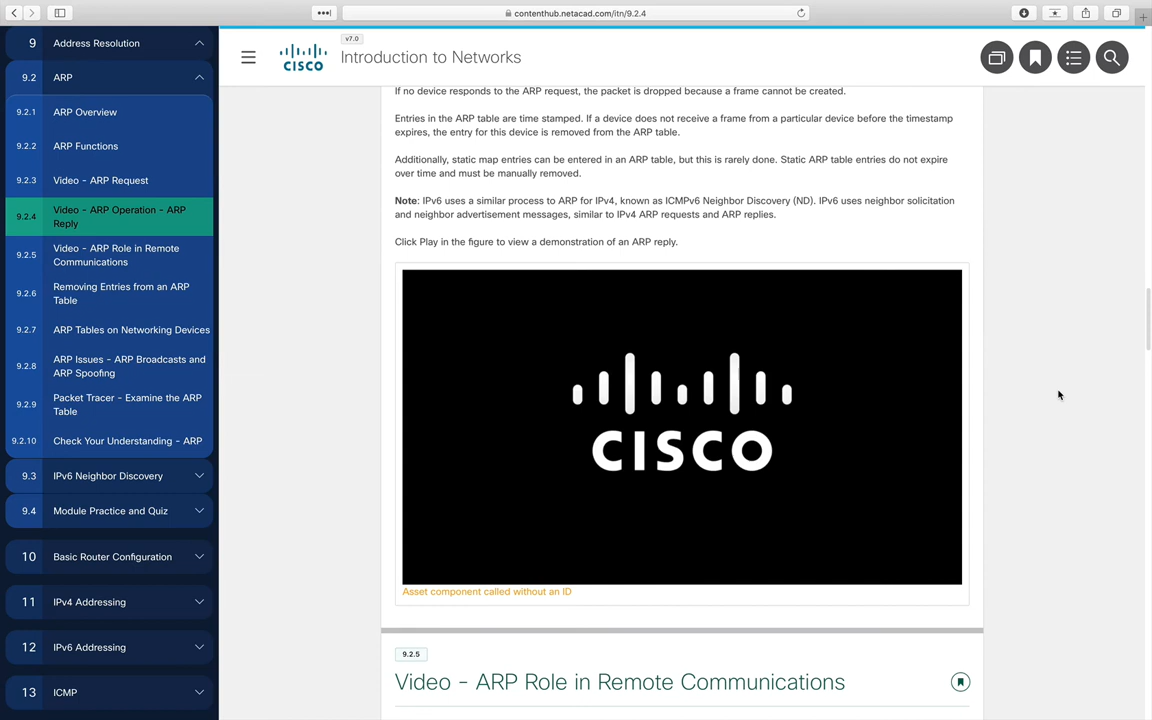 contenthub.netacad.com/itn/9.2.4
9 Address Resolution
9.2 ARP
9.2.1 ARP Overview
9.2.2 ARP Functions
9.2.3 Video - ARP Request
9.2.4 Video - ARP Operation - ARP
Reply
9.2.5 Video - ARP Role in Remote
Communications
9.2.6 Removing Entries from an ARP
Table
9.2.7 ARP Tables on Networking Devices
9.2.8 ARP Issues - ARP Broadcasts and
ARP Spoofing
9.2.9 Packet Tracer - Examine the ARP
Table
9.2.10 Check Your Understanding - ARP
9.3 IPv6 Neighbor Discovery
9.4 Module Practice and Quiz
10 Basic Router Configuration
11 IPv4 Addressing
12 IPv6 Addressing
13 ICMP
v7.0
CISCO
Introduction to Networks
If no device responds to the ARP request, the packet is dropped because a frame cannot be created.
Entries in the ARP table are time stamped. If a device does not receive a frame from a particular device before the timestamp
expires, the entry for this device is removed from the ARP table.
Additionally, static map entries can be entered in an ARP table, but this is rarely done. Static ARP table entries do not expire
over time and must be manually removed.
Note: IPv6 uses a similar process to ARP for IPv4, known as ICMPv6 Neighbor Discovery (ND). IPv6 uses neighbor solicitation
and neighbor advertisement messages, similar to IPv4 ARP requests and ARP replies.
Click Play in the figure to view a demonstration of an ARP reply.
CISCO
Asset component called without an ID
9.2.5
Video - ARP Role in Remote Communications